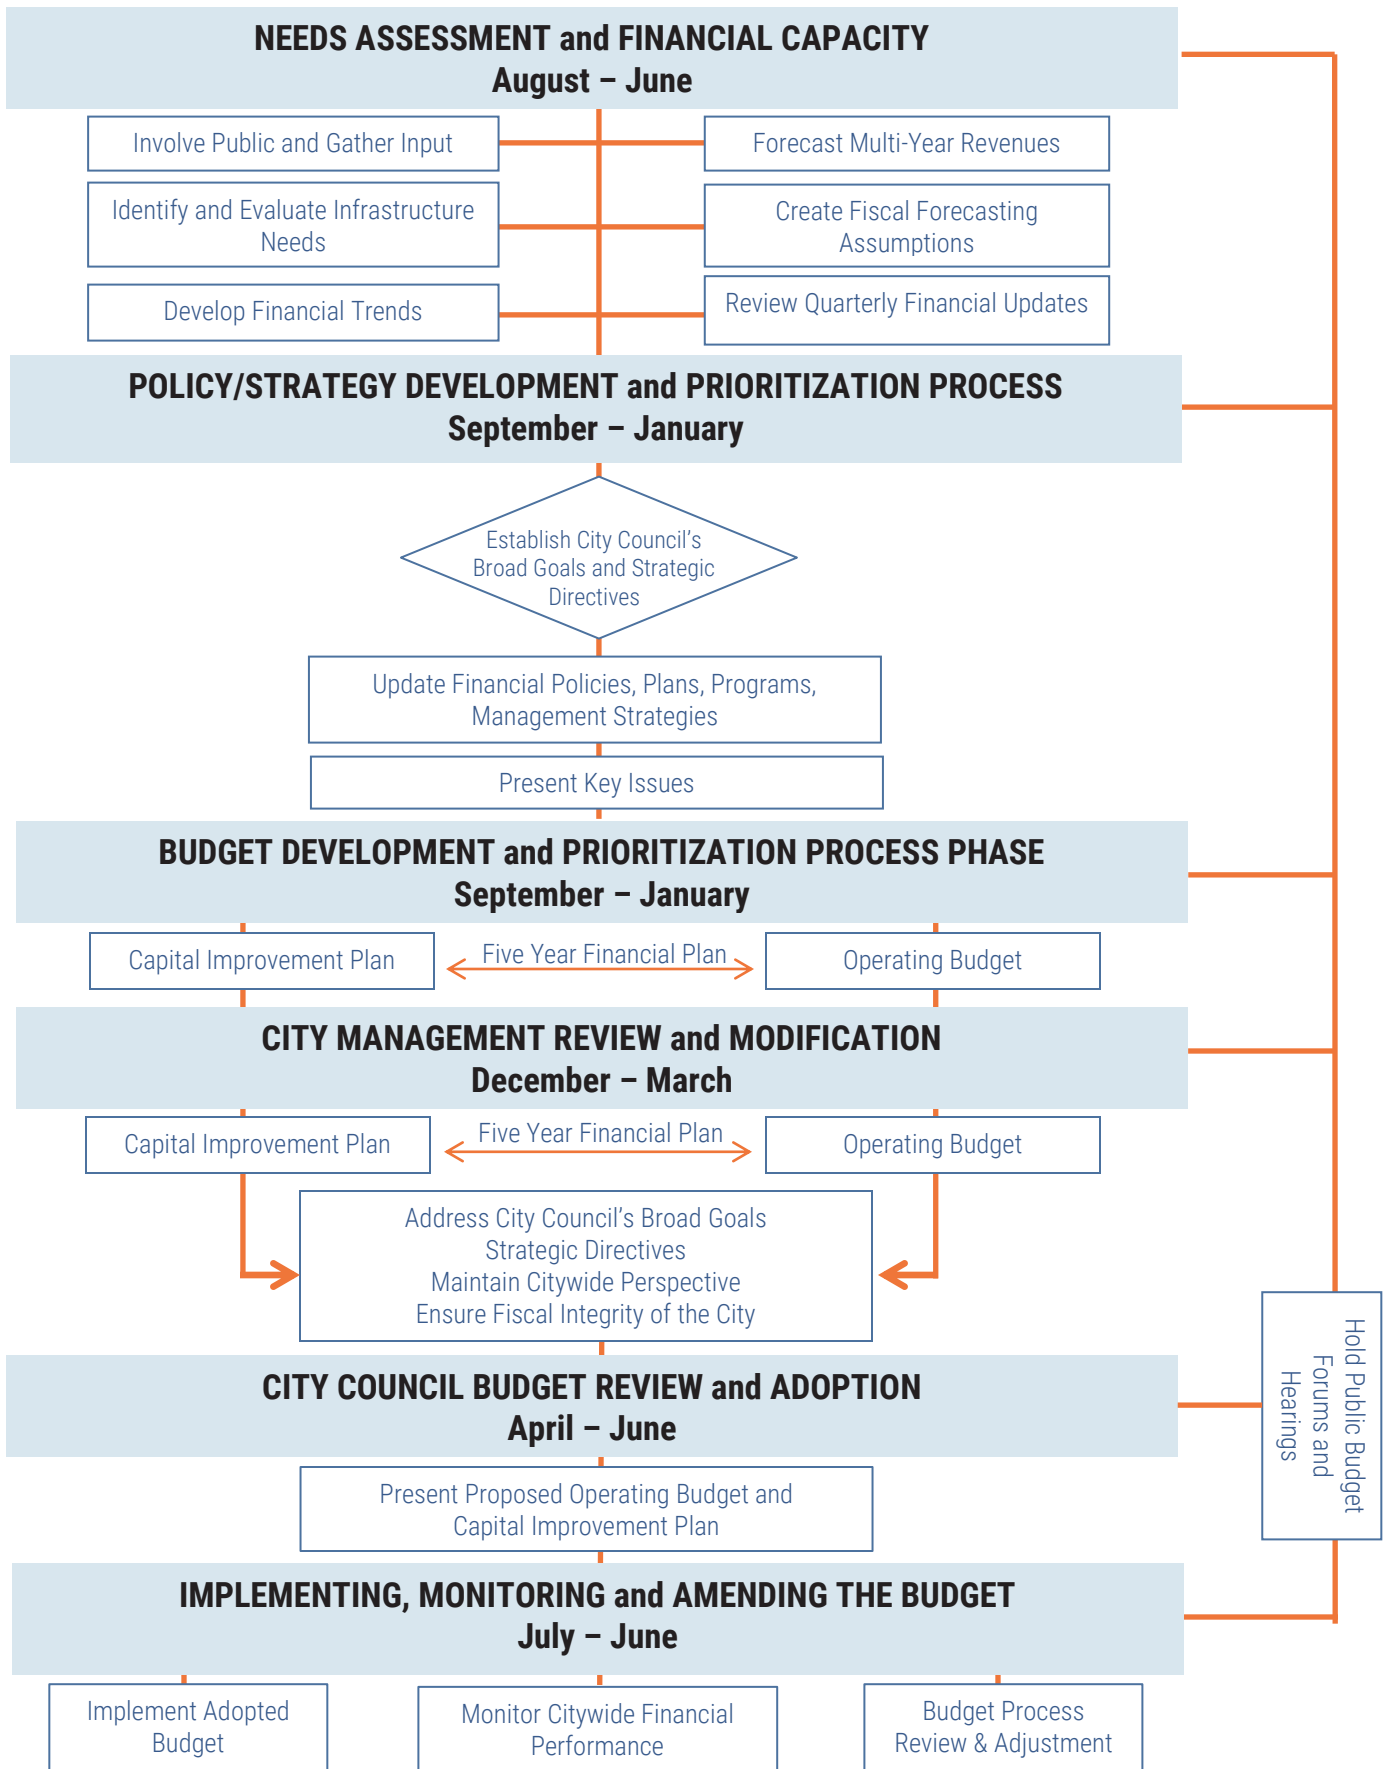 NEEDS ASSESSMENT and FINANCIAL CAPACITY
August – June
Involve Public and Gather Input
Forecast Multi-Year Revenues
Identify and Evaluate Infrastructure
Needs
Create Fiscal Forecasting
Assumptions
Develop Financial Trends
Review Quarterly Financial Updates
POLICY/STRATEGY DEVELOPMENT and PRIORITIZATION PROCESS
September – January
Establish City Council’s
Broad Goals and Strategic
Directives
Update Financial Policies, Plans, Programs,
Management Strategies
Present Key Issues
BUDGET DEVELOPMENT and PRIORITIZATION PROCESS PHASE
September – January
Capital Improvement Plan
Five Year Financial Plan
Operating Budget
CITY MANAGEMENT REVIEW and MODIFICATION
December – March
Capital Improvement Plan
Five Year Financial Plan
Operating Budget
Address City Council’s Broad Goals
Strategic Directives
Maintain Citywide Perspective
Ensure Fiscal Integrity of the City
Hold Public Budget
Forums and
Hearings
CITY COUNCIL BUDGET REVIEW and ADOPTION
April – June
Present Proposed Operating Budget and
Capital Improvement Plan
IMPLEMENTING, MONITORING and AMENDING THE BUDGET
July – June
Implement Adopted
Budget
Monitor Citywide Financial
Performance
Budget Process
Review & Adjustment